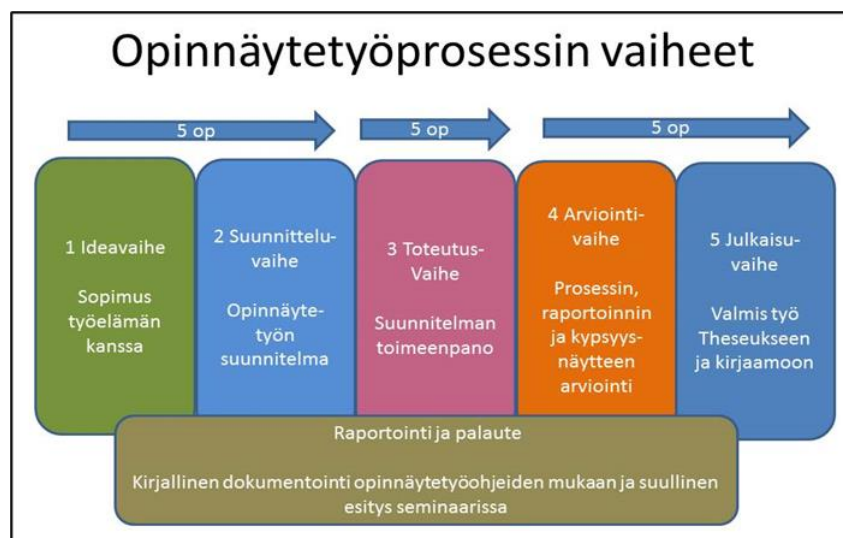 Opinnäytetyöprosessin vaiheet
5 op
5 op
5 op
1 Ideavaihe
Sopimus
työelämän
kanssa
2 Suunnittelu-
vaihe
Opinnäyte-
työn
suunnitelma
3 Toteutus-
Vaihe
Suunnitelman
toimeenpano
4 Arviointi-
vaihe
Prosessin,
raportoinnin
ja kypsyys-
näytteen
arviointi
5 Julkaisu-
vaihe
Valmis työ
Theseukseen
ja kirjaamoon
Raportointi ja palaute
Kirjallinen dokumentointi opinnäytetyöohjeiden mukaan ja suullinen
esitys seminaarissa